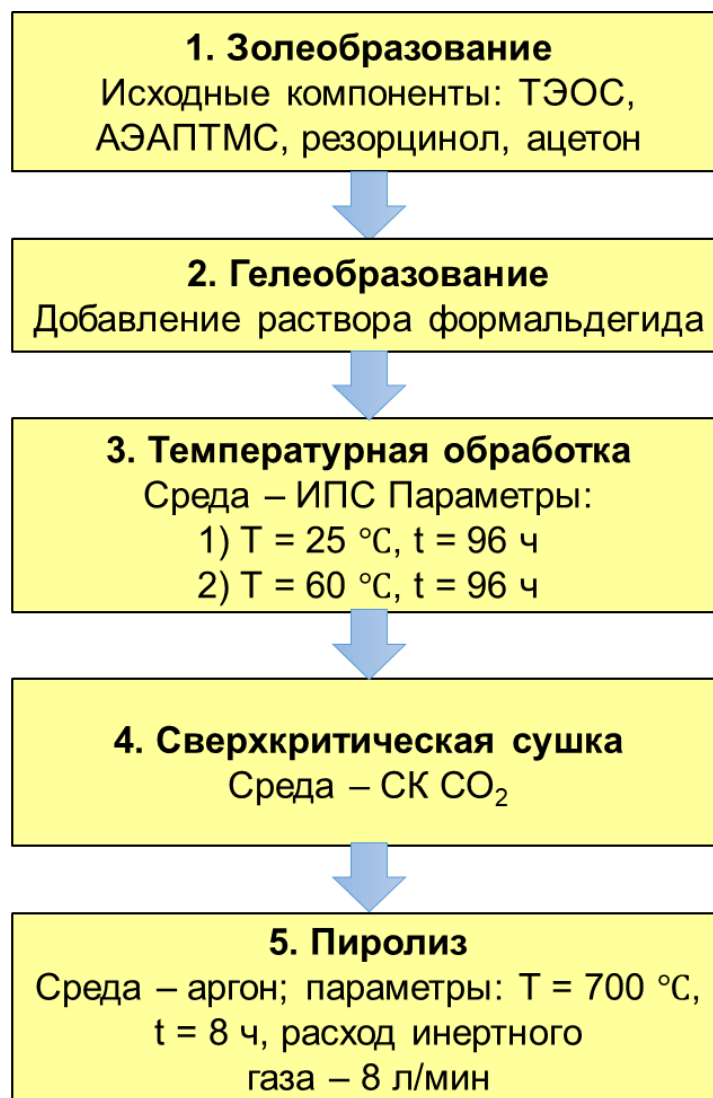 1. Золеобразование
Исходные компоненты: ТЭОС,
АЭАПТМС, резорцинол, ацетон
2. Гелеобразование
Добавление раствора формальдегида
3. Температурная обработка
Среда – ИПС Параметры:
1) T = 25 °C, t = 96 ч
2) T = 60 °C, t = 96 ч
4. Сверхкритическая сушка
Среда – СК CO₂
5. Пиролиз
Среда – аргон; параметры: T = 700 °C,
t = 8 ч, расход инертного
газа – 8 л/мин